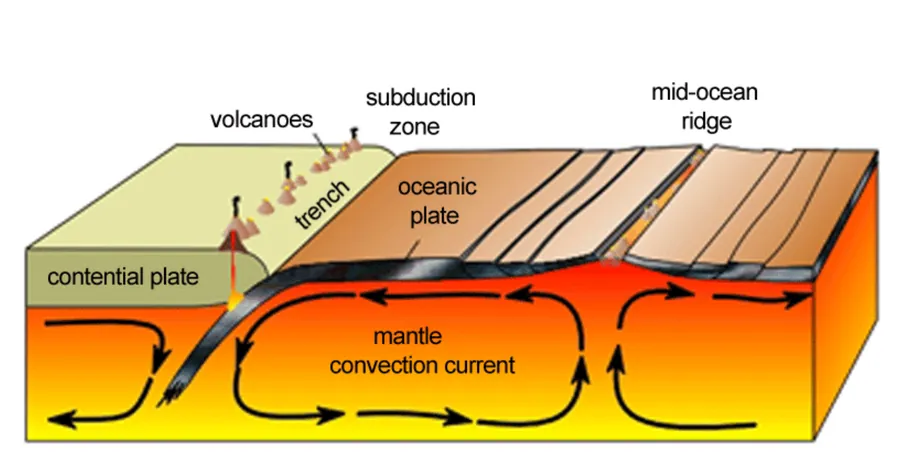 volcanoes
subduction
zone
mid-ocean
ridge
trench
oceanic
plate
contential plate
mantle
convection current